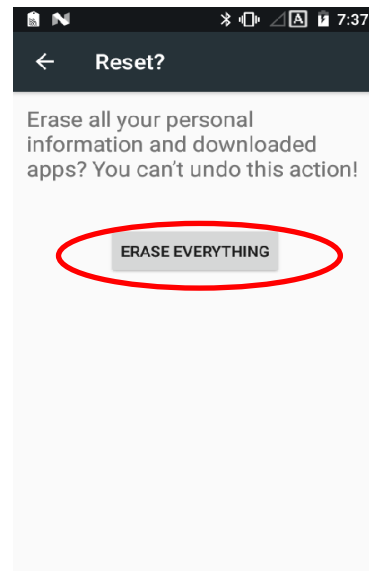 7:37
Reset?
Erase all your personal
information and downloaded
apps? You can't undo this action!
ERASE EVERYTHING